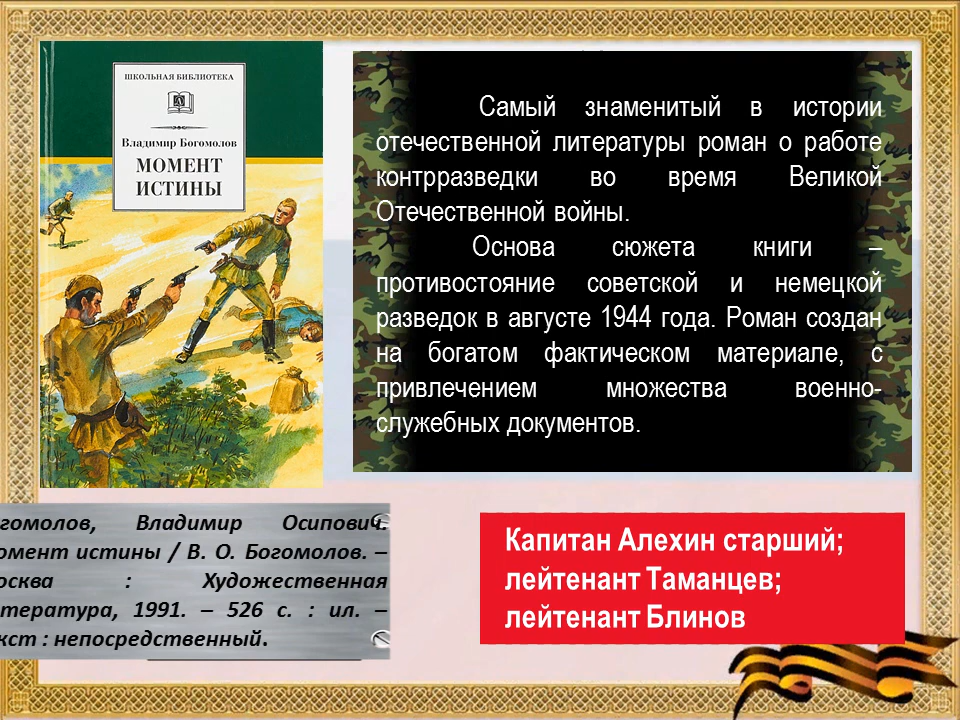 ШКОЛЬНАЯ БИБЛИОТЕКА
Владимир Богомолов
МОМЕНТ
ИСТИНЫ
Самый знаменитый в истории
отечественной литературы роман о работе
контрразведки во время Великой
Отечественной войны.
Основа сюжета книги –
противостояние советской и немецкой
разведок в августе 1944 года. Роман создан
на богатом фактическом материале, с
привлечением множества военно-
служебных документов.
гомолов, Владимир Осипович.
омент истины / В. О. Богомолов. –
осква : Художественная
тература, 1991. – 526 с. : ил. –
кст : непосредственный.
Капитан Алехин старший;
лейтенант Таманцев;
лейтенант Блинов